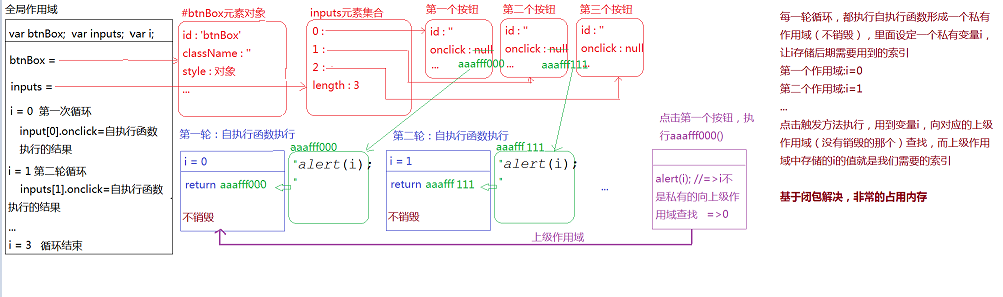 全局作用域
var btnBox; var inputs; var i;
btnBox =
inputs =
i = 0 第一次循环
input[0].onclick=自执行函数
执行的结果
i = 1 第二轮循环
inputs[1].onclick=自执行函数
执行的结果
...
i = 3 循环结束
#btnBox元素对象
id : 'btnBox'
className : ''
style : 对象
...
inputs元素集合
0 :
1 :
2 :
length : 3
第一个按钮
id : ''
onclick : null
...
aaafff000
第二个按钮
id : ''
onclick : null
...
aaafff111
第三个按钮
id : ''
onclick : null
...
第一轮：自执行函数执行
i = 0
return aaafff000
不销毁
aaafff000
"alert(i);
"
第二轮：自执行函数执行
i = 1
return aaafff 111
不销毁
aaafff 111
"alert(i);
"
...
上级作用域
点击第一个按钮，执
行aaafff000()
alert(i); //=>i不
是私有的向上级作
用域查找 =>0
每一轮循环，都执行自执行函数形成一个私有
作用域（不销毁），里面设定一个私有变量i，
让i存储后期需要用到的索引
第一个作用域:i=0
第二个作用域:i=1
...
点击触发方法执行，用到变量i，向对应的上级
作用域（没有销毁的那个）查找，而上级作用
域中存储的i的值就是我们需要的索引
基于闭包解决，非常的占用内存